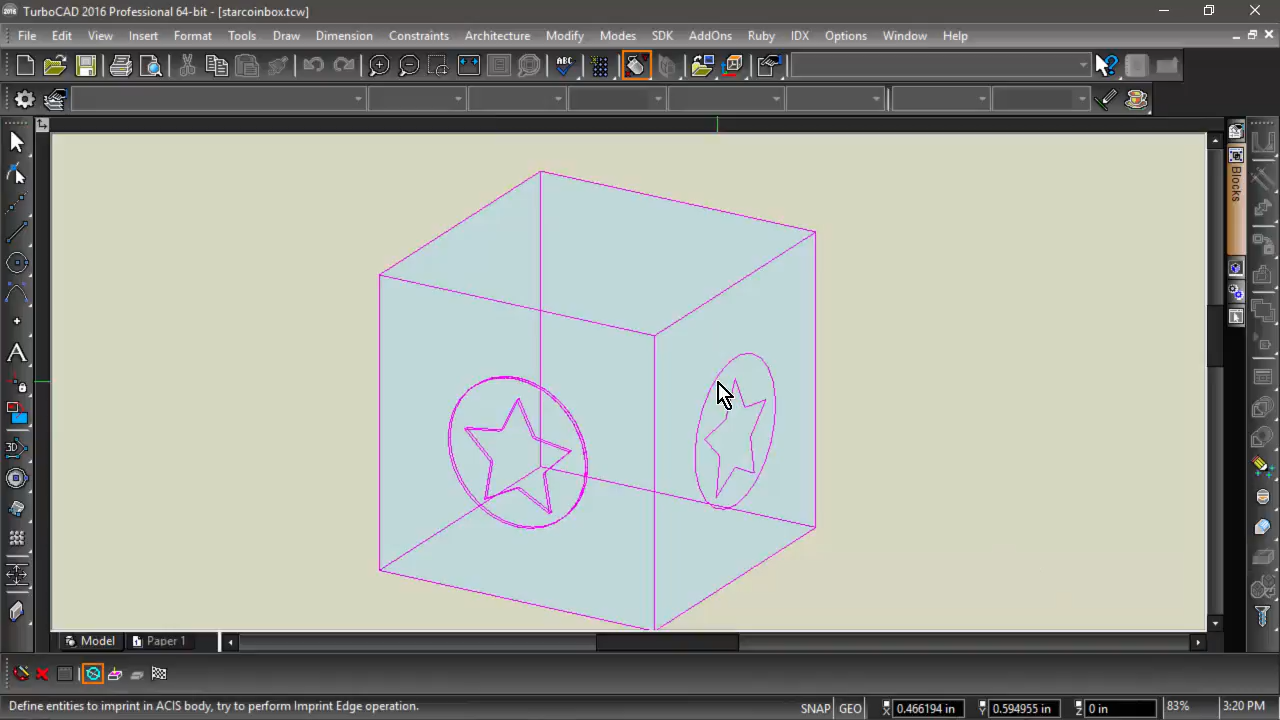 2016 TurboCAD 2016 Professional 64-bit - [starcoinbox.tcw]
File Edit View Insert Format Tools Draw Dimension Constraints Architecture Modify Modes SDK AddOns Ruby IDX Options Window Help
ABC
Blocks
3D
Model Paper 1
Define entities to imprint in ACIS body, try to perform Imprint Edge operation.
SNAP GEO X 0.466194 in Y 0.594955 in Z 0 in 83% 3:20 PM